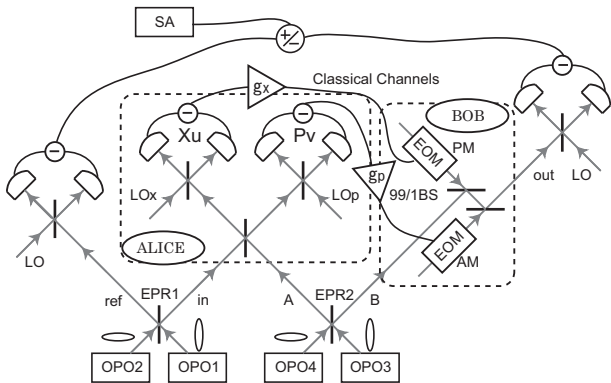 SA
+/-
gx
Classical Channels
BOB
Xu
Pv
EOM
PM
gp
99/1BS
LOx
LOp
out
LO
ALICE
EOM
AM
LO
ref
EPR1
in
A
EPR2
B
OPO2
OPO1
OPO4
OPO3